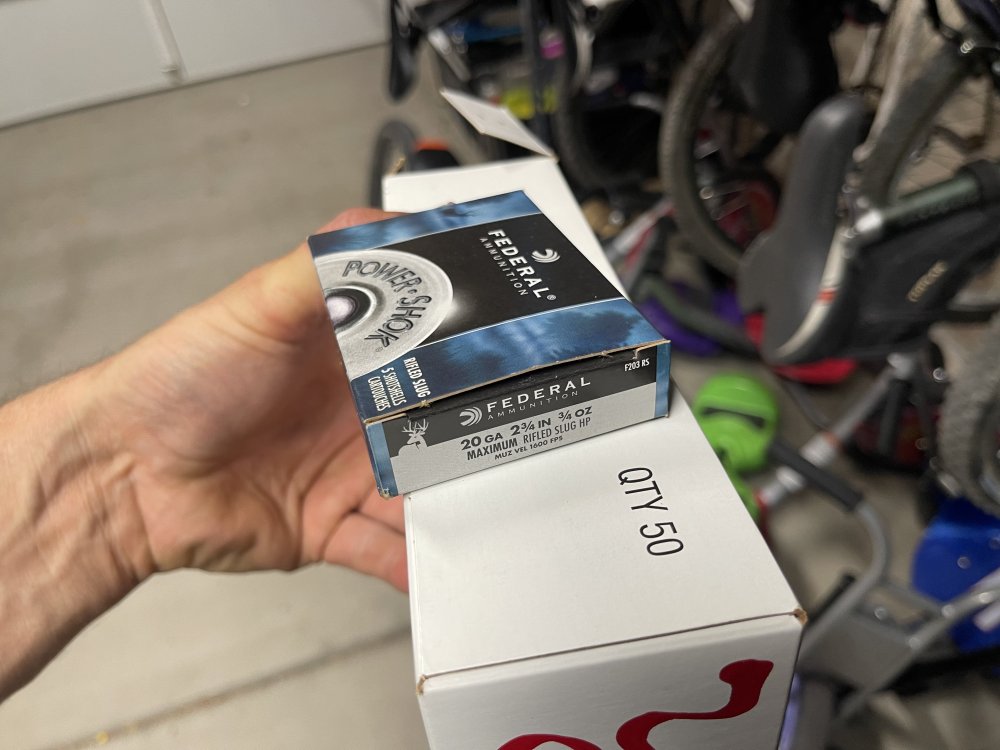 FEDERAL®
AMMUNITION
POWER·SHOK®
RIFLED SLUG
5 SHOTSHELLS
CARTOUCHES
F203 RS
FEDERAL
AMMUNITION
20 GA 2¾ IN ¾ OZ
MAXIMUM RIFLED SLUG HP
MUZ VEL 1600 FPS
QTY 50